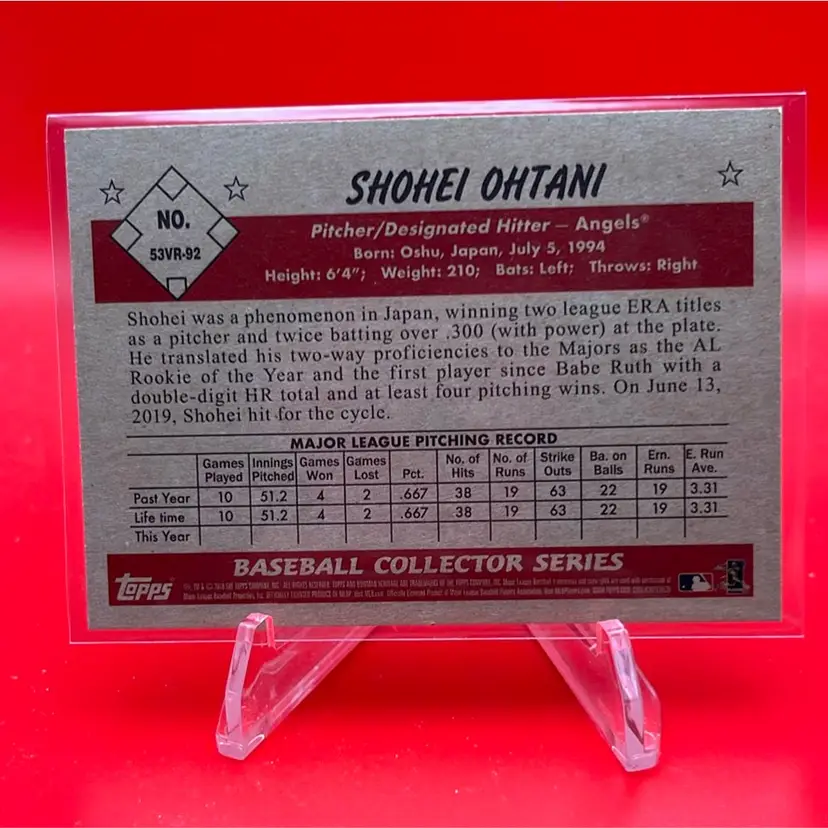 SHOHEI OHTANI
NO.
53VR-92
Pitcher/Designated Hitter — Angels®
Born: Oshu, Japan, July 5, 1994
Height: 6'4"; Weight: 210; Bats: Left; Throws: Right
Shohei was a phenomenon in Japan, winning two league ERA titles
as a pitcher and twice batting over .300 (with power) at the plate.
He translated his two-way proficiencies to the Majors as the AL
Rookie of the Year and the first player since Babe Ruth with a
double-digit HR total and at least four pitching wins. On June 13,
2019, Shohei hit for the cycle.
MAJOR LEAGUE PITCHING RECORD
Games Played Innings Pitched Games Won Games Lost Pct. No. of Hits No. of Runs Strike Outs Ba. on Balls Ern. Runs E. Run Ave.
Past Year 10 51.2 4 2 .667 38 19 63 22 19 3.31
Life time 10 51.2 4 2 .667 38 19 63 22 19 3.31
This Year
BASEBALL COLLECTOR SERIES
TOPPS